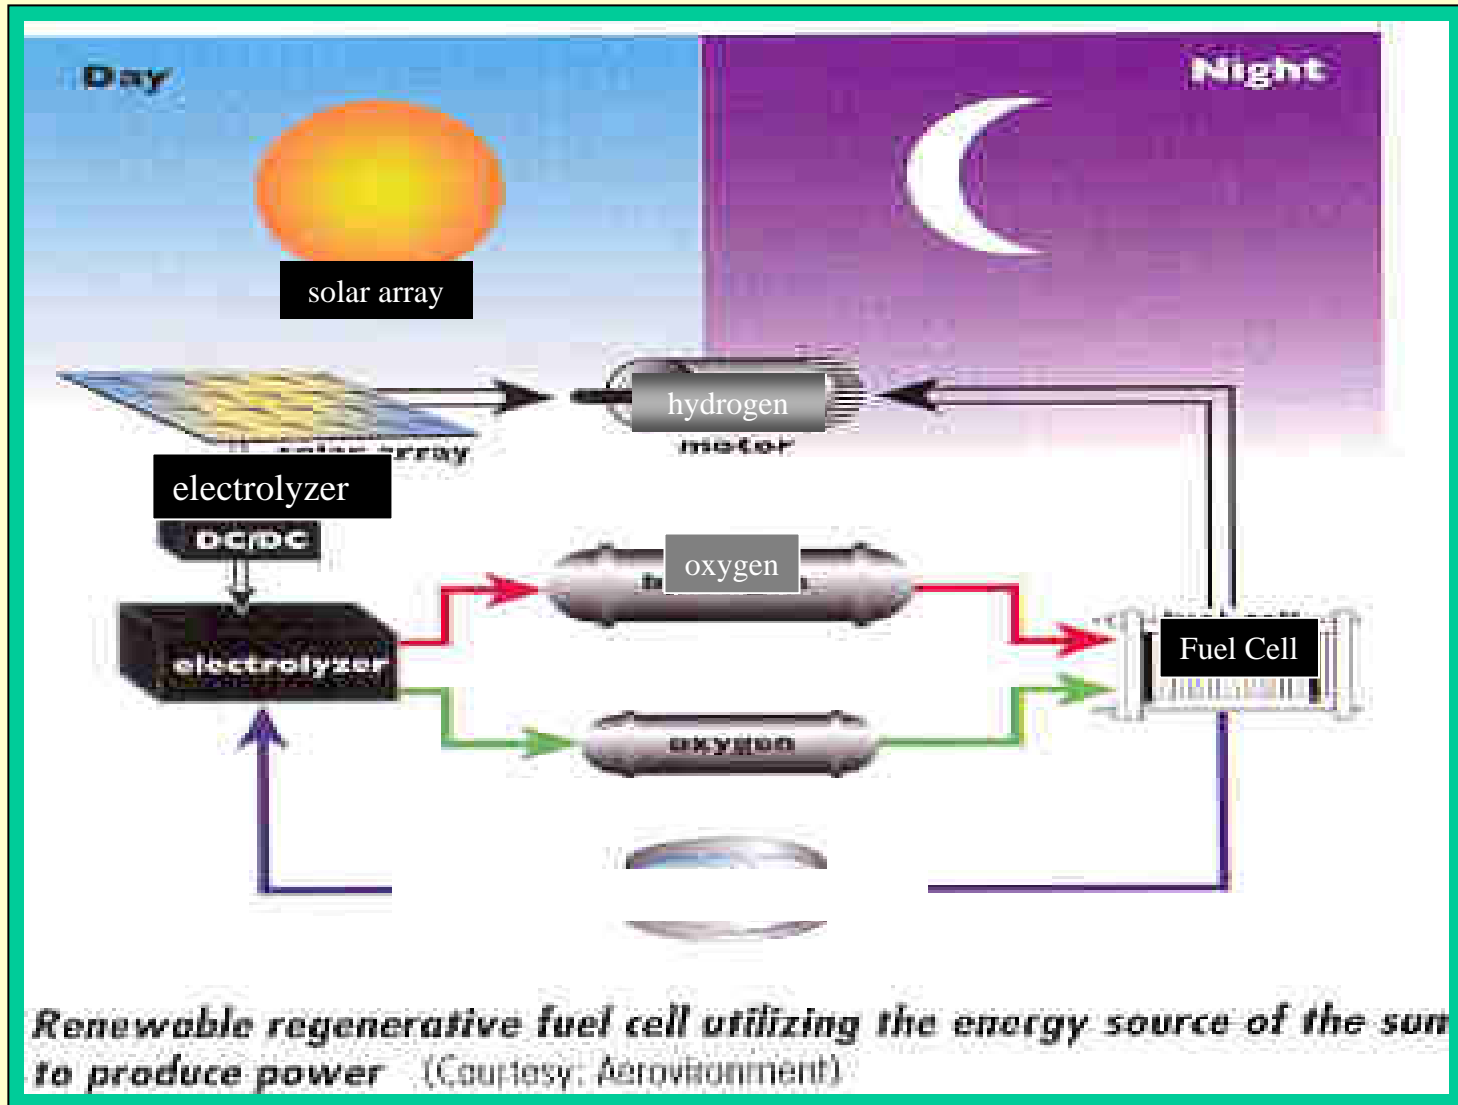 Day
Night
solar array
hydrogen
motor
array
electrolyzer
DC/DC
oxygen
electrolyzer
Fuel Cell
oxygen
Renewable regenerative fuel cell utilizing the energy source of the sun
to produce power (Courtesy: Aerovironment)